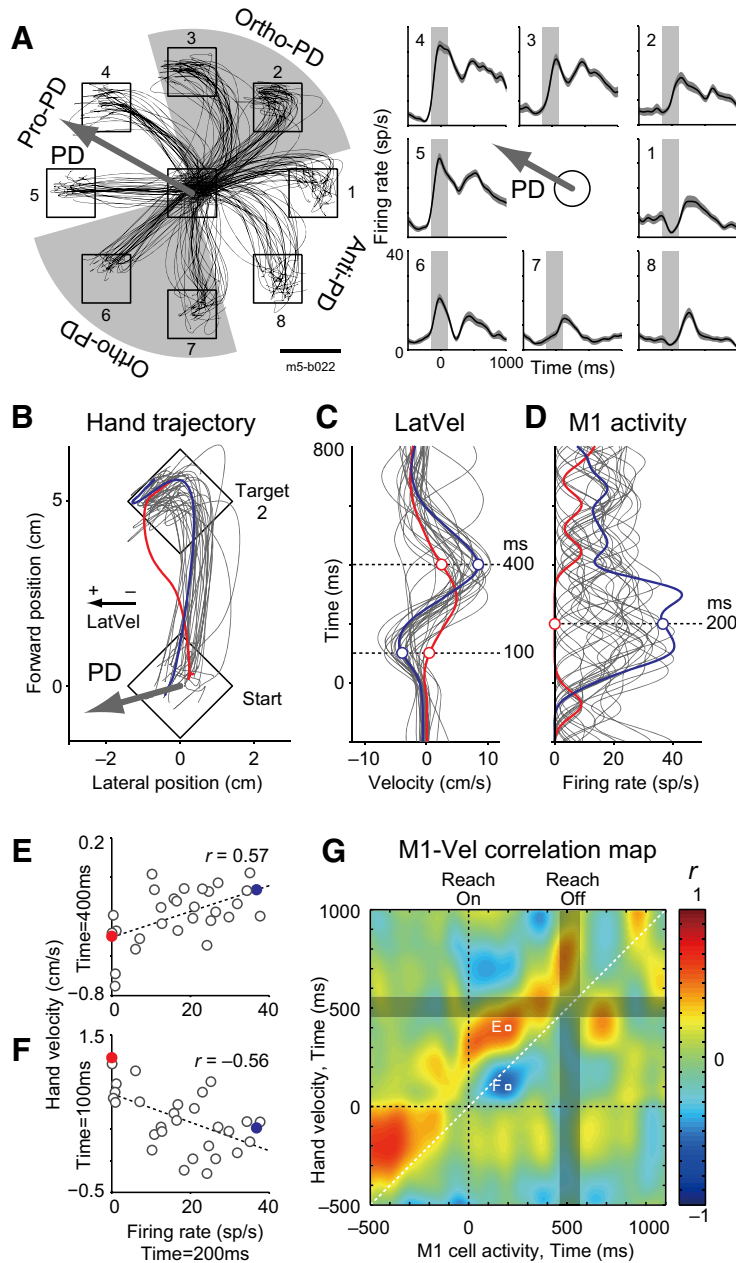 A
Ortho-PD
Pro-PD
PD
Anti-PD
Ortho-PD
1
2
3
4
5
6
7
8
m5-b022
Firing rate (sp/s)
4
3
2
5
PD
1
6
7
8
40
0
0
1000
Time (ms)
B
Hand trajectory
Forward position (cm)
5
0
Target
2
+
−
LatVel
PD
Start
−2
0
2
Lateral position (cm)
C
LatVel
800
Time (ms)
0
ms
400
100
−10
0
10
Velocity (cm/s)
D
M1 activity
ms
200
0
20
40
Firing rate (sp/s)
E
Hand velocity (cm/s)
Time=400ms
0.2
−0.8
r = 0.57
0
20
40
F
Time=100ms
1.5
−0.5
r = −0.56
0
20
40
Firing rate (sp/s)
Time=200ms
G
M1-Vel correlation map
Reach
On
Reach
Off
r
1
0
−1
Hand velocity, Time (ms)
1000
500
0
−500
E
F
−500
0
500
1000
M1 cell activity, Time (ms)